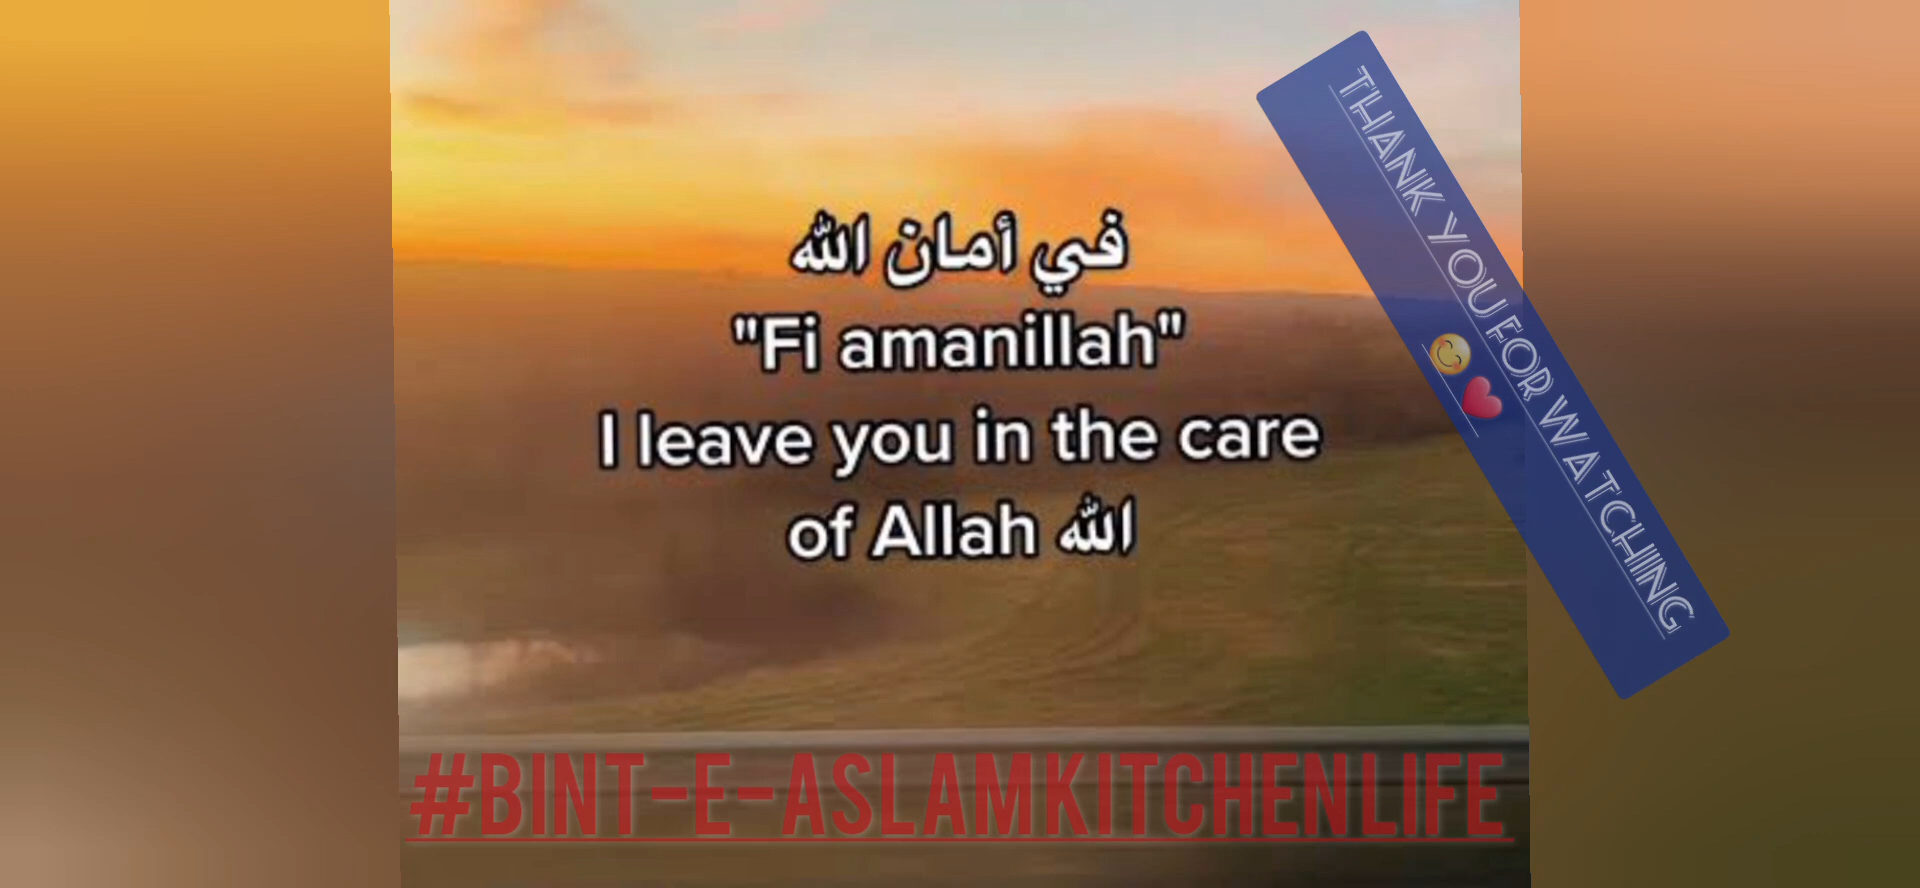 في أمان الله
"Fi amanillah"
I leave you in the care
of Allah الله
THANK YOU FOR WATCHING
😊❤️
#BINT-E-ASLAMKITCHENLIFE